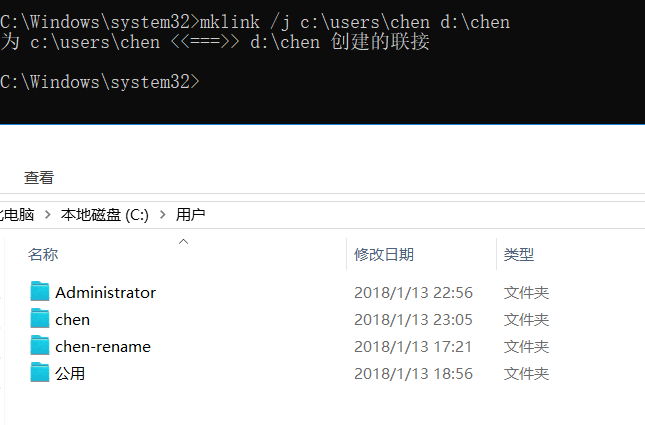 C:\Windows\system32>mklink /j c:\users\chen d:\chen
为 c:\users\chen <<===>> d:\chen 创建的联接
C:\Windows\system32>
查看
电脑 > 本地磁盘 (C:) > 用户
名称 修改日期 类型
Administrator 2018/1/13 22:56 文件夹
chen 2018/1/13 23:05 文件夹
chen-rename 2018/1/13 17:21 文件夹
公用 2018/1/13 18:56 文件夹